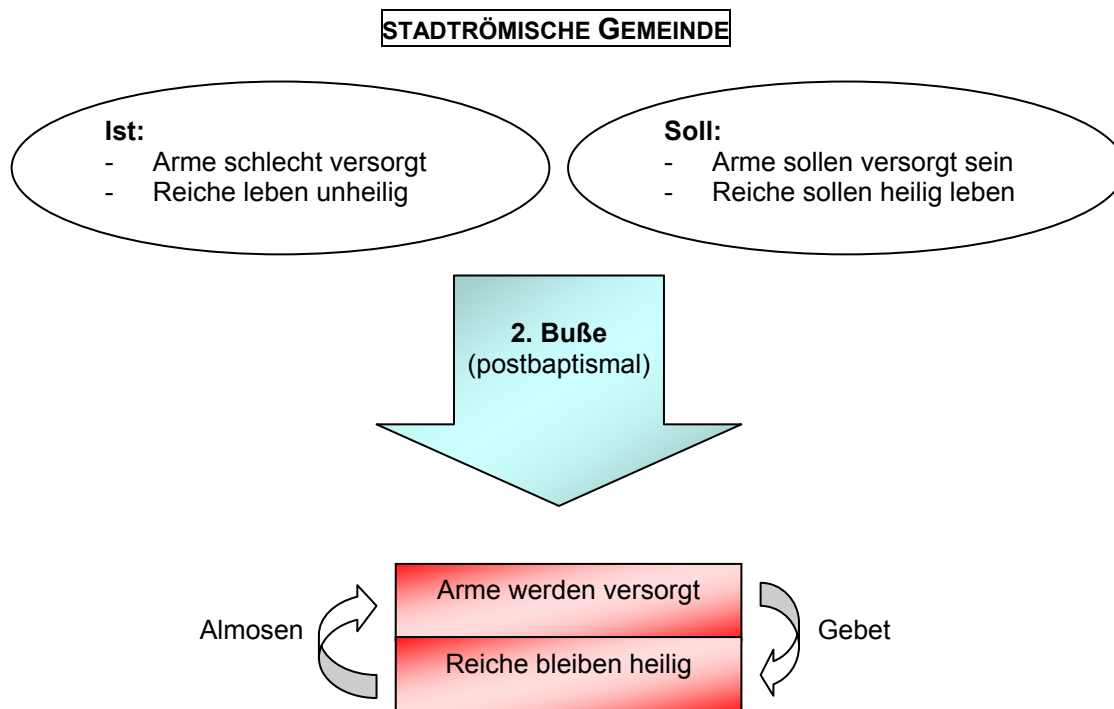 STADTRÖMISCHE GEMEINDE
Ist:
- Arme schlecht versorgt
- Reiche leben unheilig
Soll:
- Arme sollen versorgt sein
- Reiche sollen heilig leben
2. Buße
(postbaptismal)
Arme werden versorgt
Almosen
Gebet
Reiche bleiben heilig